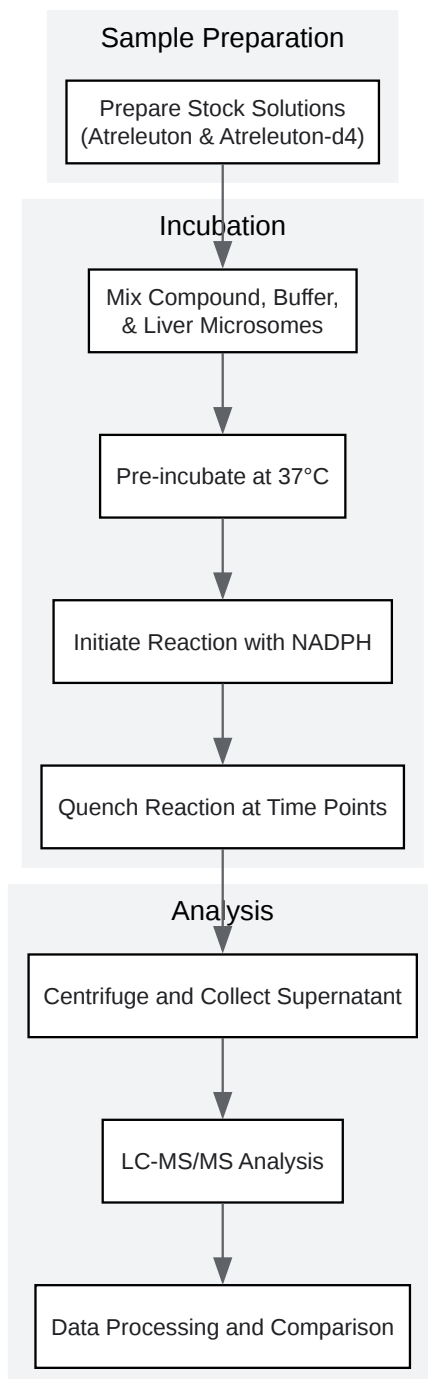 Sample Preparation
Prepare Stock Solutions
(Atreleuton & Atreleuton-d4)
Incubation
Mix Compound, Buffer,
& Liver Microsomes
Pre-incubate at 37°C
Initiate Reaction with NADPH
Quench Reaction at Time Points
Analysis
Centrifuge and Collect Supernatant
LC-MS/MS Analysis
Data Processing and Comparison